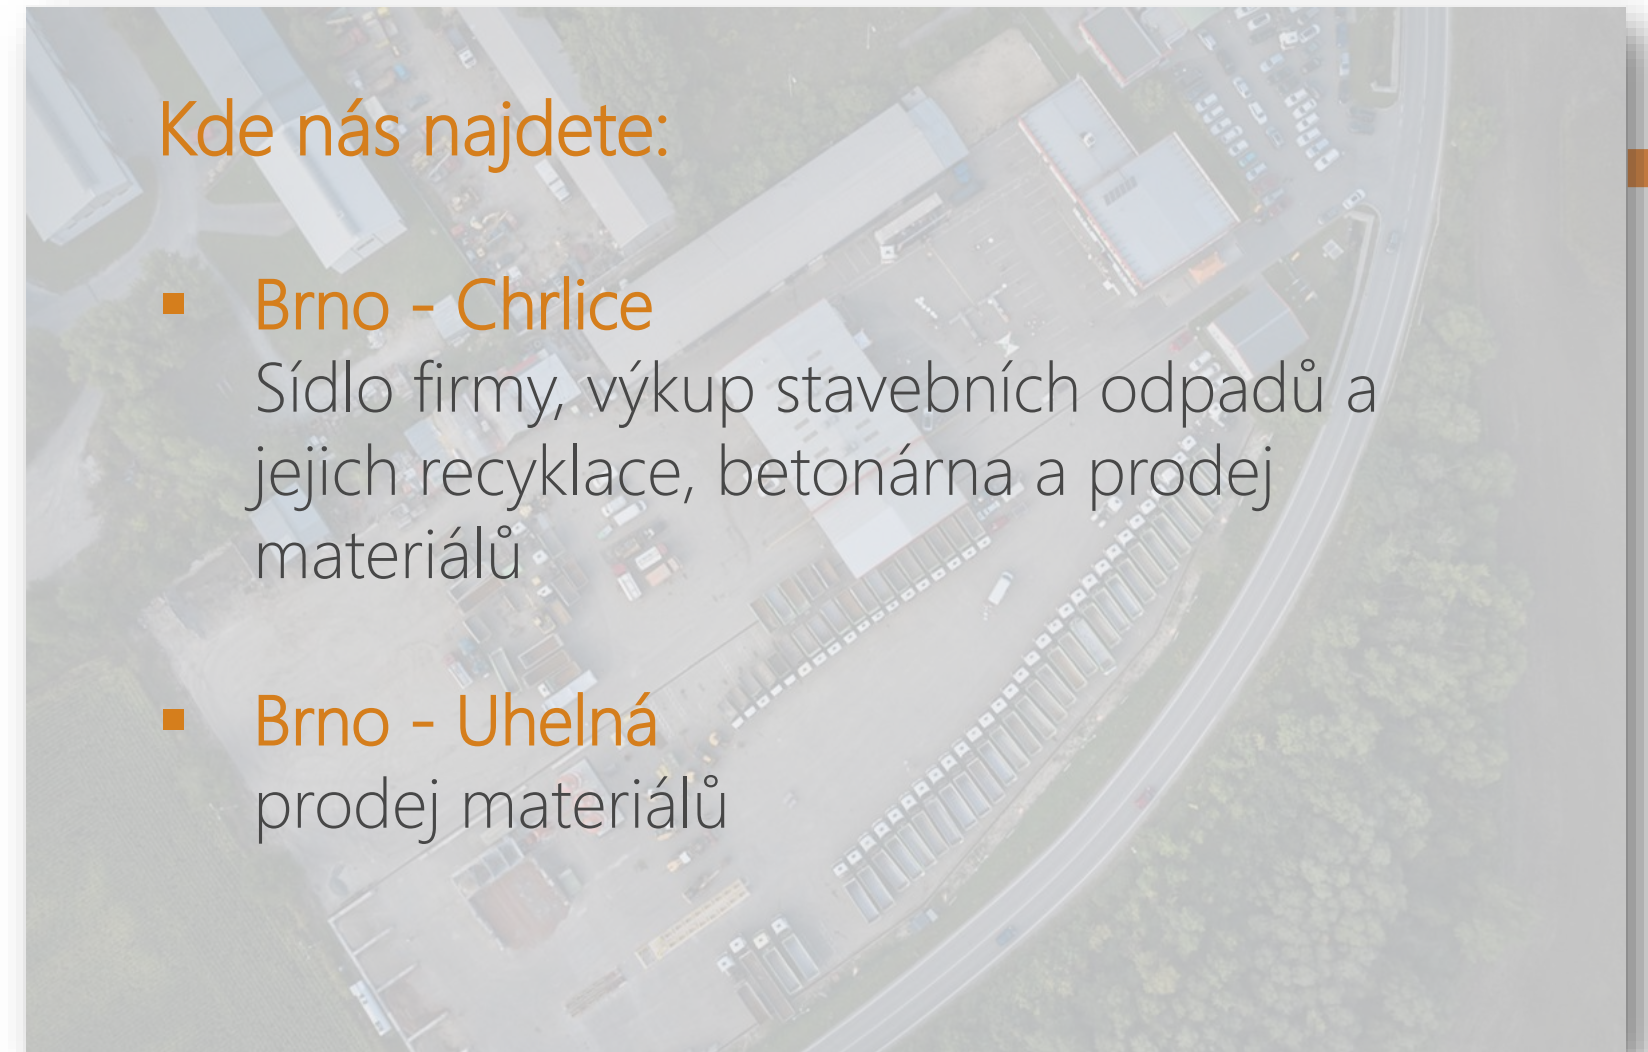 Kde nás najdete:
▪ Brno - Chrlice
Sídlo firmy, výkup stavebních odpadů a
jejich recyklace, betonárna a prodej
materiálů
▪ Brno - Uhelná
prodej materiálů